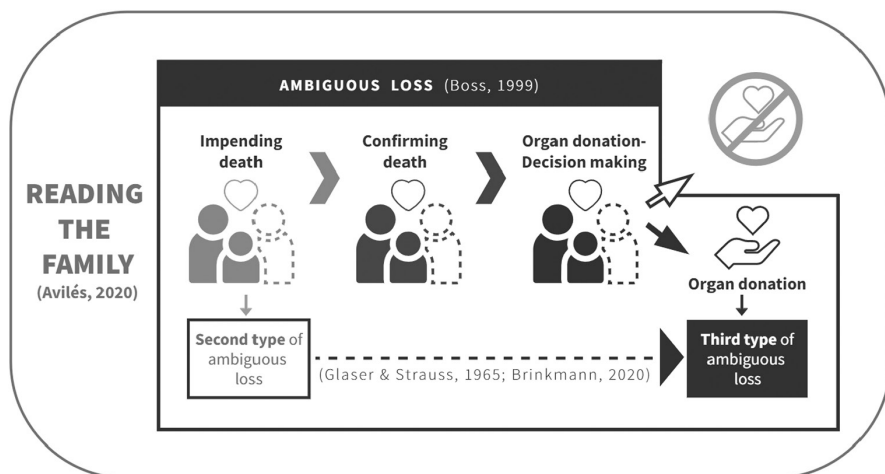 READING
THE
FAMILY
(Avilés, 2020)
AMBIGUOUS LOSS (Boss, 1999)
Impending
death
Confirming
death
Organ donation-
Decision making
Organ donation
Second type of
ambiguous
loss
(Glaser & Strauss, 1965; Brinkmann, 2020)
Third type of
ambiguous
loss